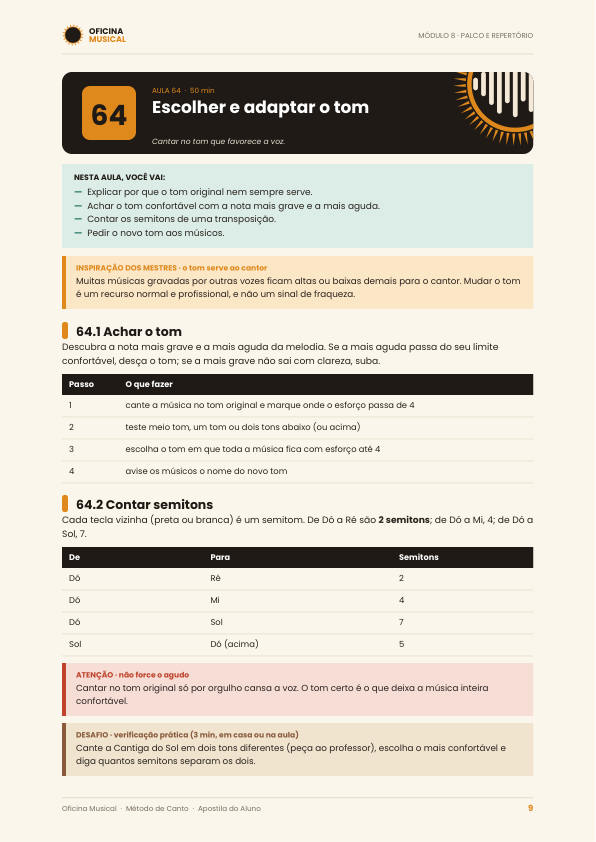 OFICINA
MUSICAL
MÓDULO 8 · PALCO E REPERTÓRIO
64
AULA 64 · 50 min
Escolher e adaptar o tom
Cantar no tom que favorece a voz.
NESTA AULA, VOCÊ VAI:
— Explicar por que o tom original nem sempre serve.
— Achar o tom confortável com a nota mais grave e a mais aguda.
— Contar os semitons de uma transposição.
— Pedir o novo tom aos músicos.
INSPIRAÇÃO DOS MESTRES · o tom serve ao cantor
Muitas músicas gravadas por outras vozes ficam altas ou baixas demais para o cantor. Mudar o tom
é um recurso normal e profissional, e não um sinal de fraqueza.
64.1 Achar o tom
Descubra a nota mais grave e a mais aguda da melodia. Se a mais aguda passa do seu limite
confortável, desça o tom; se a mais grave não sai com clareza, suba.
Passo O que fazer
1 cante a música no tom original e marque onde o esforço passa de 4
2 teste meio tom, um tom ou dois tons abaixo (ou acima)
3 escolha o tom em que toda a música fica com esforço até 4
4 avise os músicos o nome do novo tom
64.2 Contar semitons
Cada tecla vizinha (preta ou branca) é um semitom. De Dó a Ré são 2 semitons; de Dó a Mi, 4; de Dó a
Sol, 7.
De Para Semitons
Dó Ré 2
Dó Mi 4
Dó Sol 7
Sol Dó (acima) 5
ATENÇÃO · não force o agudo
Cantar no tom original só por orgulho cansa a voz. O tom certo é o que deixa a música inteira
confortável.
DESAFIO · verificação prática (3 min, em casa ou na aula)
Cante a Cantiga do Sol em dois tons diferentes (peça ao professor), escolha o mais confortável e
diga quantos semitons separam os dois.
Oficina Musical · Método de Canto · Apostila do Aluno
9